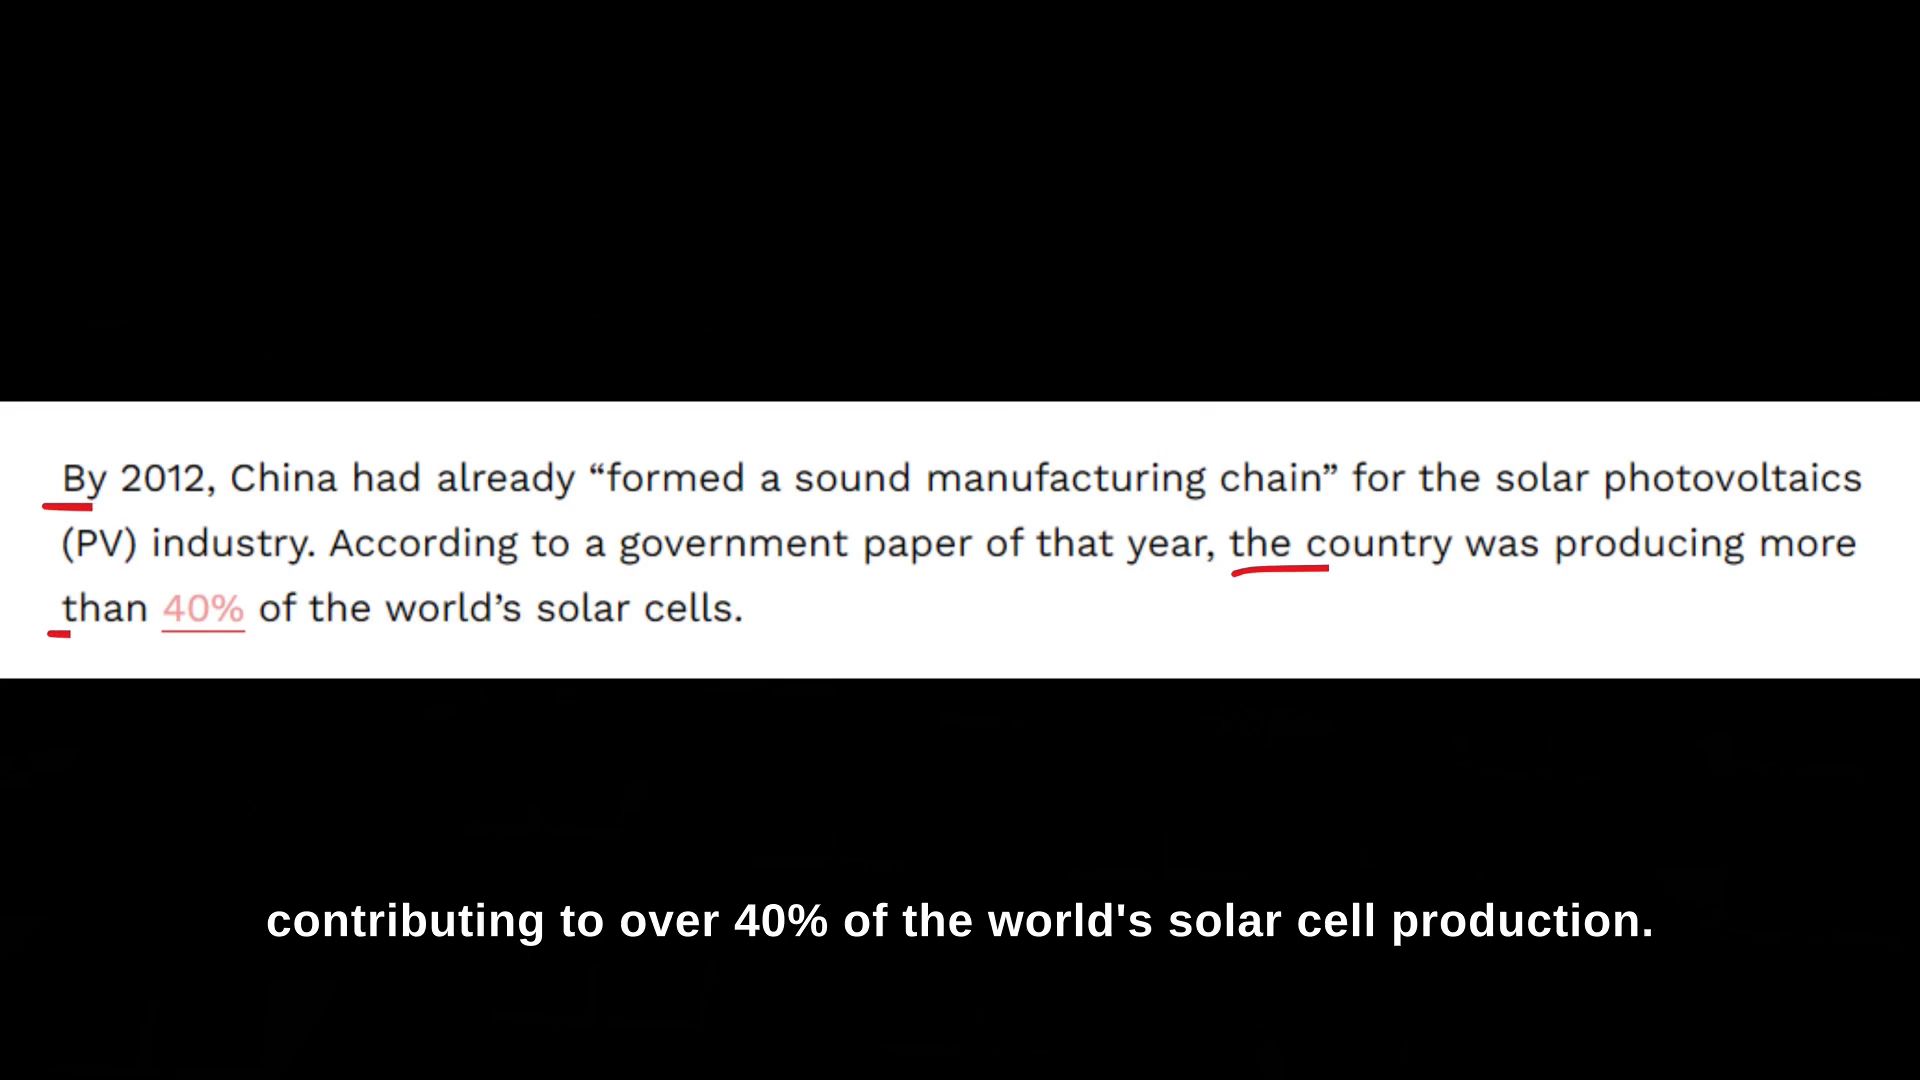 By 2012, China had already “formed a sound manufacturing chain” for the solar photovoltaics
(PV) industry. According to a government paper of that year, the country was producing more
than 40% of the world’s solar cells.
contributing to over 40% of the world's solar cell production.